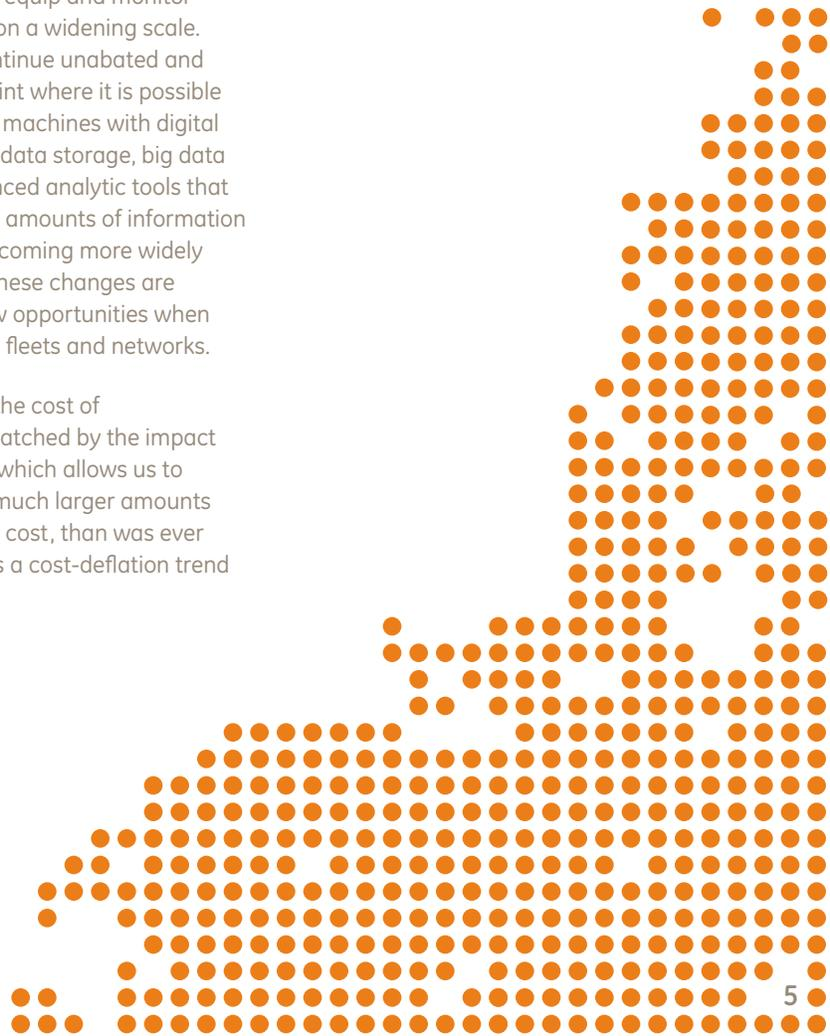 equip and monitor
on a widening scale.
ntinue unabated and
int where it is possible
machines with digital
data storage, big data
nced analytic tools that
amounts of information
coming more widely
hese changes are
w opportunities when
fleets and networks.
he cost of
atched by the impact
which allows us to
much larger amounts
cost, than was ever
s a cost-deflation trend
5